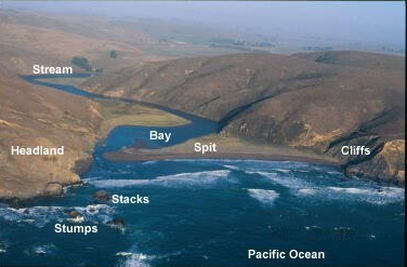 Stream
Bay
Headland
Spit
Cliffs
Stacks
Stumps
Pacific Ocean